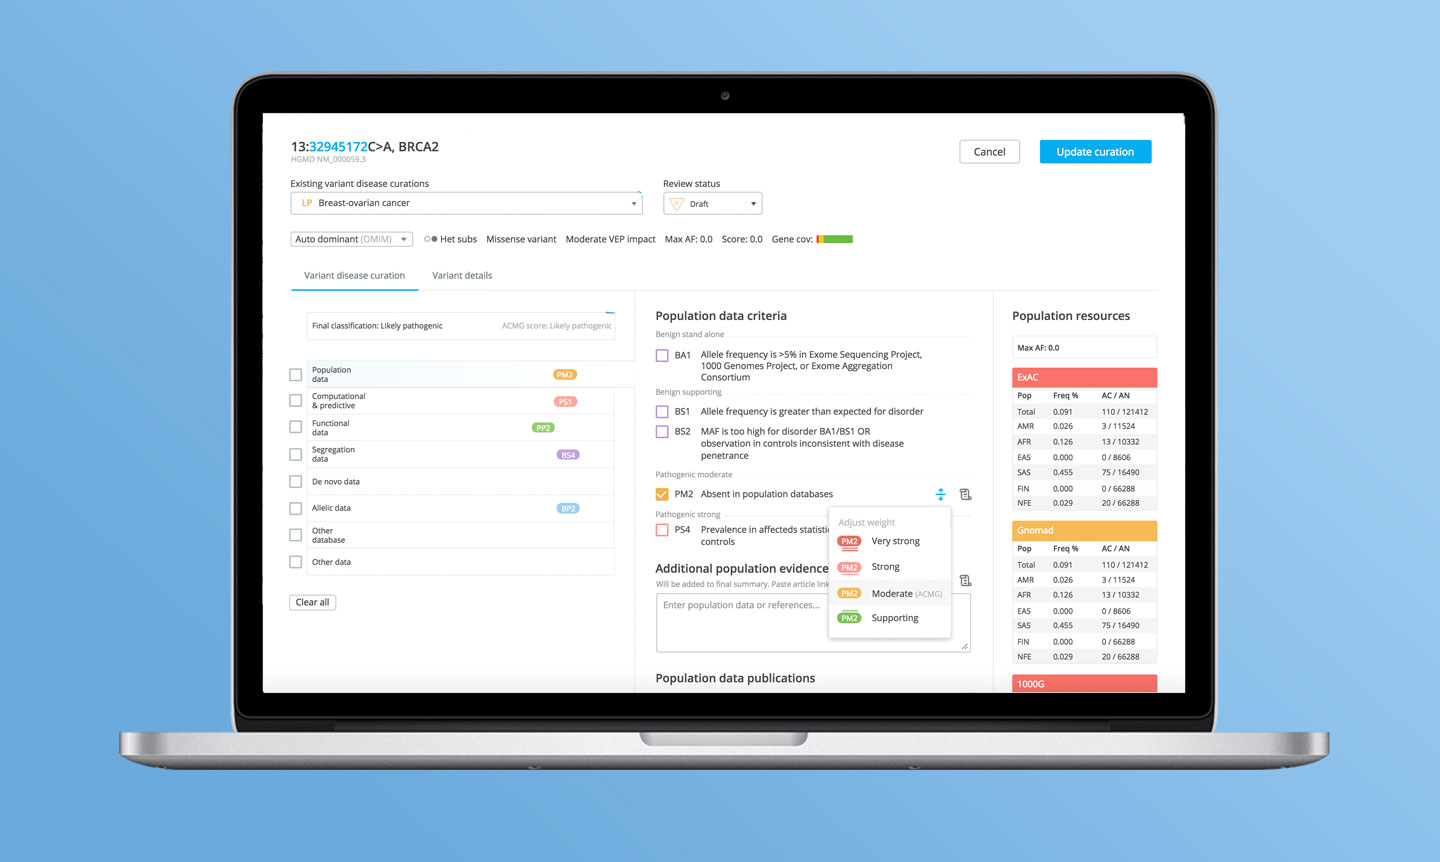 13:32945172C>A, BRCA2
HGMD NM_000059.3
Cancel
Update curation
Existing variant disease curations
LP Breast-ovarian cancer
Review status
Draft
Auto dominant (OMIM)
Het subs Missense variant Moderate VEP impact Max AF: 0.0 Score: 0.0 Gene cov:
Variant disease curation
Variant details
Final classification: Likely pathogenic
ACMG score: Likely pathogenic
Population
data
PM2
Computational
& predictive
PS1
Functional
data
PP2
Segregation
data
BS4
De novo data
Allelic data
BP2
Other
database
Other data
Clear all
Population data criteria
Benign stand alone
BA1 Allele frequency is >5% in Exome Sequencing Project,
1000 Genomes Project, or Exome Aggregation
Consortium
Benign supporting
BS1 Allele frequency is greater than expected for disorder
BS2 MAF is too high for disorder BA1/BS1 OR
observation in controls inconsistent with disease
penetrance
Pathogenic moderate
PM2 Absent in population databases
Pathogenic strong
PS4 Prevalence in affecteds statistic
controls
Adjust weight
PM2 Very strong
PM2 Strong
PM2 Moderate (ACMG)
PM2 Supporting
Additional population evidence
Will be added to final summary. Paste article link
Enter population data or references...
Population data publications
Population resources
Max AF: 0.0
ExAC
Pop Freq % AC / AN
Total 0.091 110 / 121412
AMR 0.026 3 / 11524
AFR 0.126 13 / 10332
EAS 0.000 0 / 8606
SAS 0.455 75 / 16490
FIN 0.000 0 / 66288
NFE 0.029 20 / 66288
Gnomad
Pop Freq % AC / AN
Total 0.091 110 / 121412
AMR 0.026 3 / 11524
AFR 0.126 13 / 10332
EAS 0.000 0 / 8606
SAS 0.455 75 / 16490
FIN 0.000 0 / 66288
NFE 0.029 20 / 66288
1000G